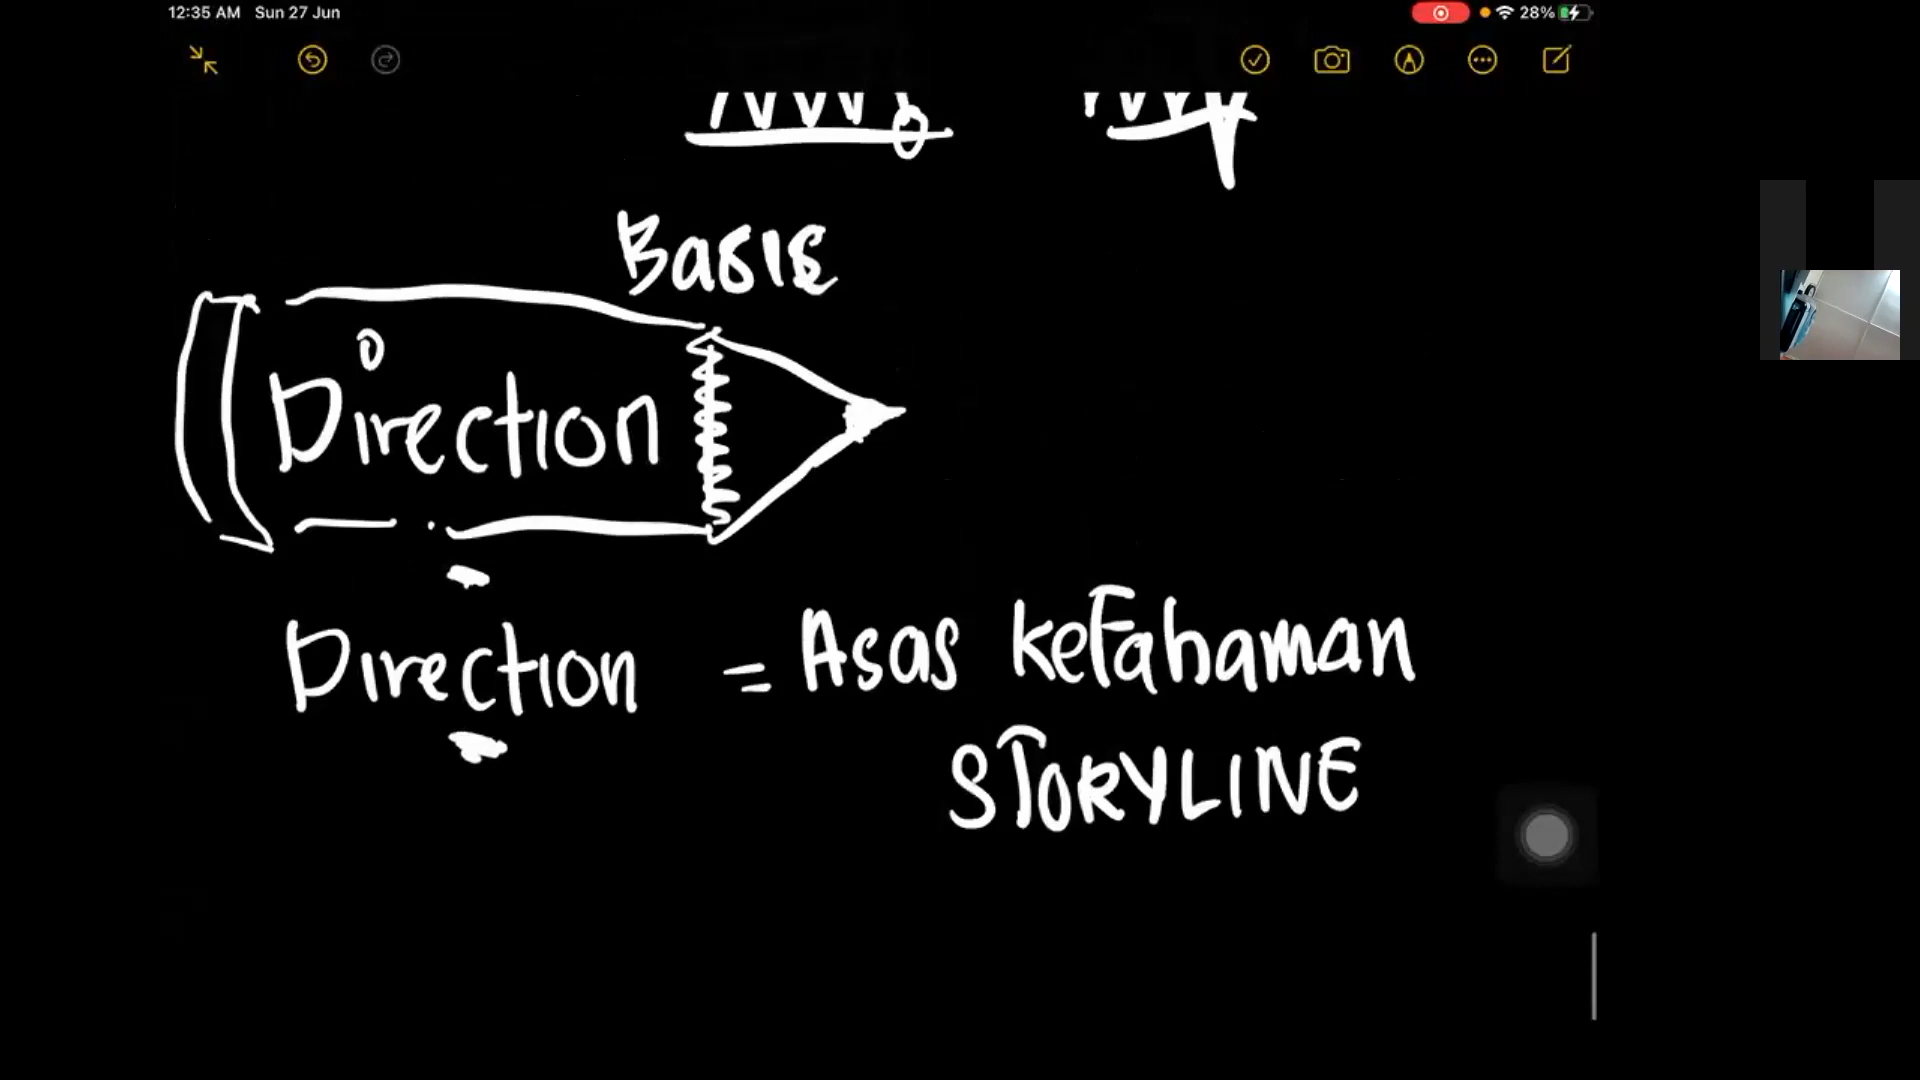 12:35 AM Sun 27 Jun 28%
Basis
Direction
Direction = Asas keFahaman
STORYLINE